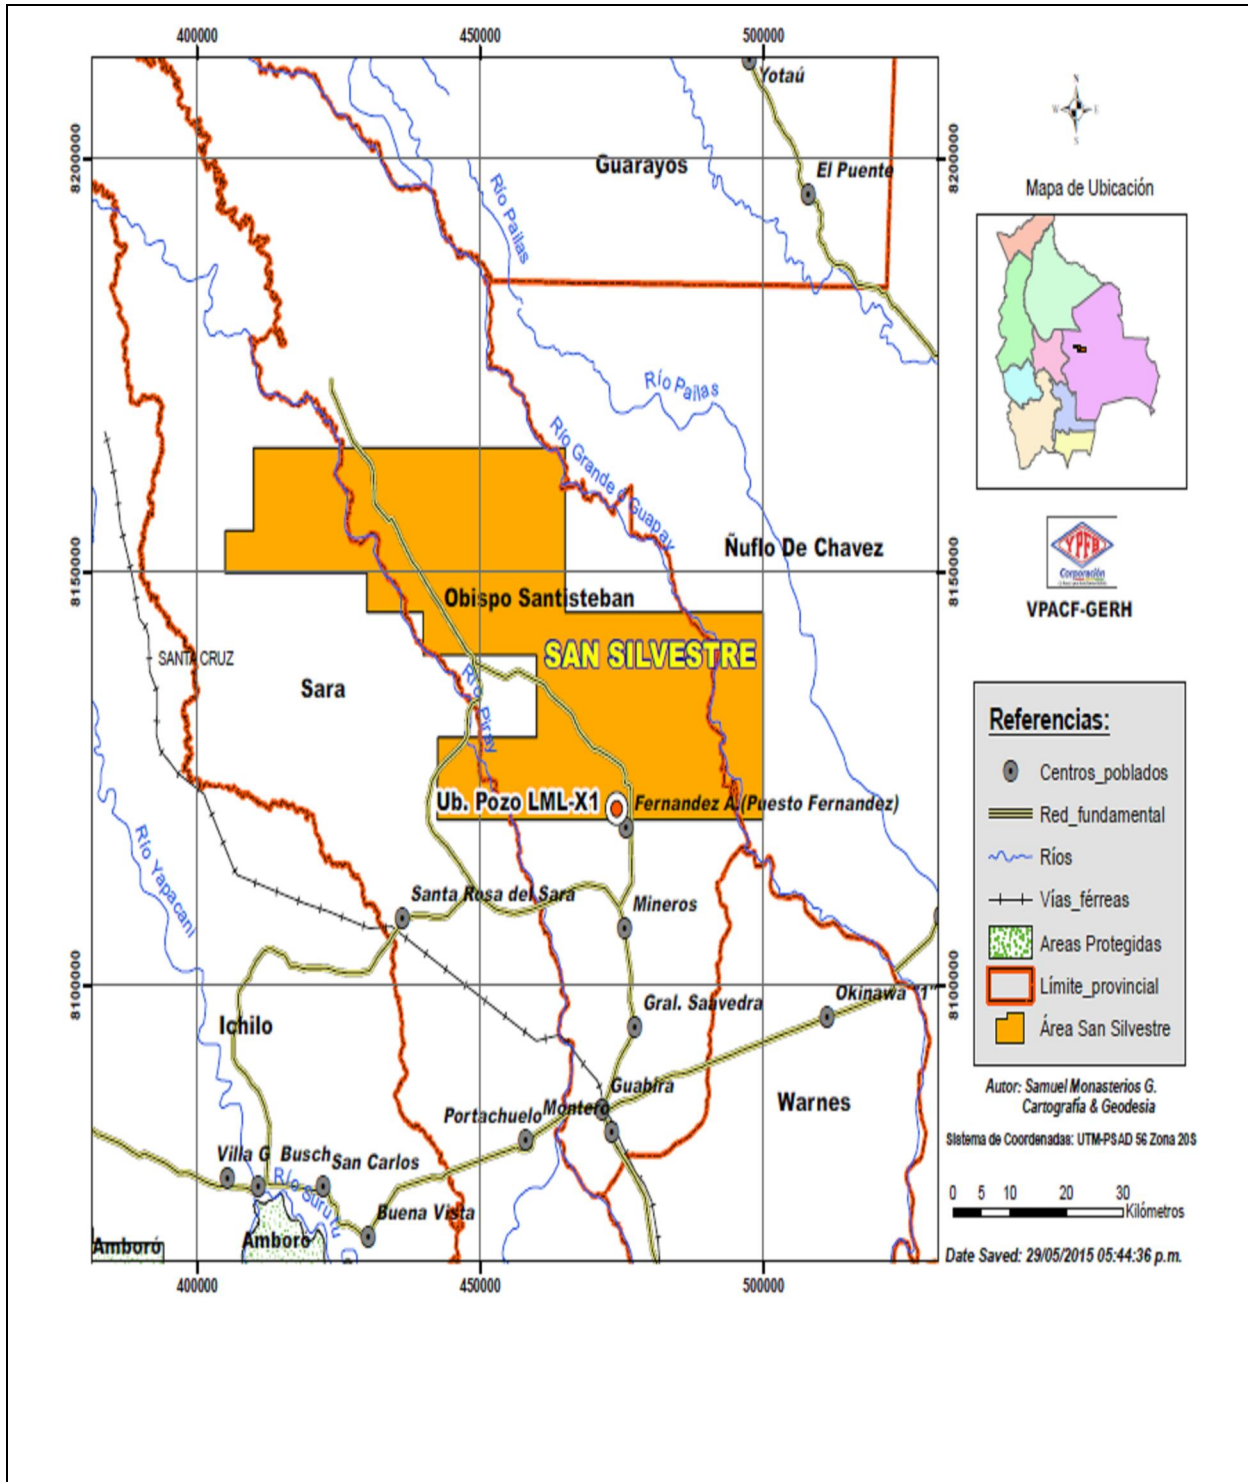 400000
450000
500000
Yotaú
Guarayos
El Puente
8200000
8200000
Río Pailas
Mapa de Ubicación
N
W
E
S
Río Pailas
Río Grande o Guapay
Ñuflo De Chavez
8150000
8150000
Obispo Santisteban
YPFB
Corporación
VPACF-GERH
SANTA CRUZ
SAN SILVESTRE
Sara
Río Piray
Ub. Pozo LML-X1
Fernandez A.(Puesto Fernandez)
Río Yapacani
Santa Rosa del Sara
Mineros
8100000
8100000
Gral. Saavedra
Okinawa "1"
Ichilo
Guabira
Portachuelo
Montero
Warnes
Villa G
Busch
San Carlos
Río Surutu
Buena Vista
Amboró
Amboro
400000
450000
500000
Referencias:
Centros_poblados
Red_fundamental
Ríos
Vías_férreas
Areas Protegidas
Límite_provincial
Área San Silvestre
Autor: Samuel Monasterios G.
Cartografía & Geodesia
Sistema de Coordenadas: UTM-PSAD 56 Zona 20S
0 5 10 20 30
Kilómetros
Date Saved: 29/05/2015 05:44:36 p.m.